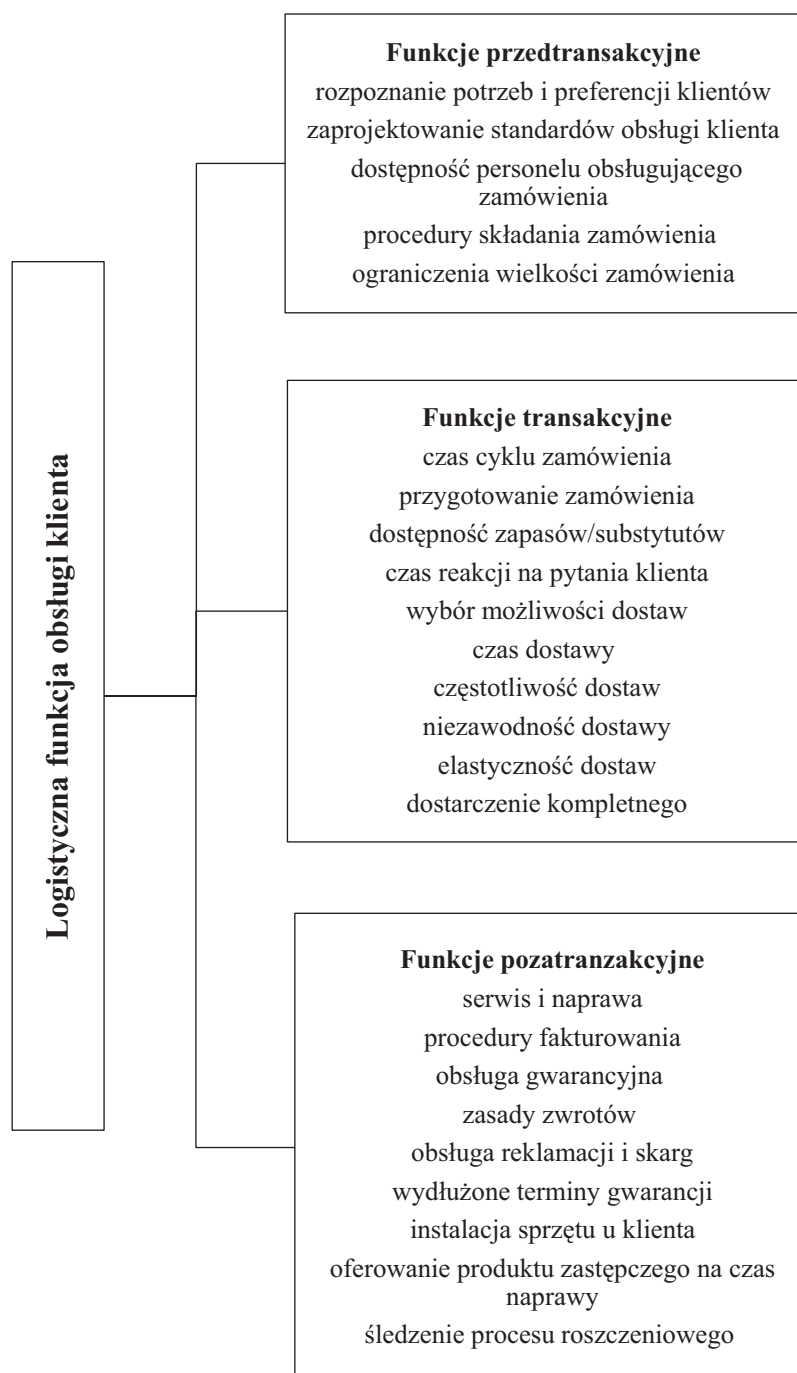 Logistyczna funkcja obsługi klienta
Funkcje przedtransakcyjne
rozpoznanie potrzeb i preferencji klientów
zaprojektowanie standardów obsługi klienta
dostępność personelu obsługującego
zamówienia
procedury składania zamówienia
ograniczenia wielkości zamówienia
Funkcje transakcyjne
czas cyklu zamówienia
przygotowanie zamówienia
dostępność zapasów/substytutów
czas reakcji na pytania klienta
wybór możliwości dostaw
czas dostawy
częstotliwość dostaw
niezawodność dostawy
elastyczność dostaw
dostarczenie kompletnego
Funkcje pozatranzakcyjne
serwis i naprawa
procedury fakturowania
obsługa gwarancyjna
zasady zwrotów
obsługa reklamacji i skarg
wydłużone terminy gwarancji
instalacja sprzętu u klienta
oferowanie produktu zastępczego na czas
naprawy
śledzenie procesu roszczeniowego